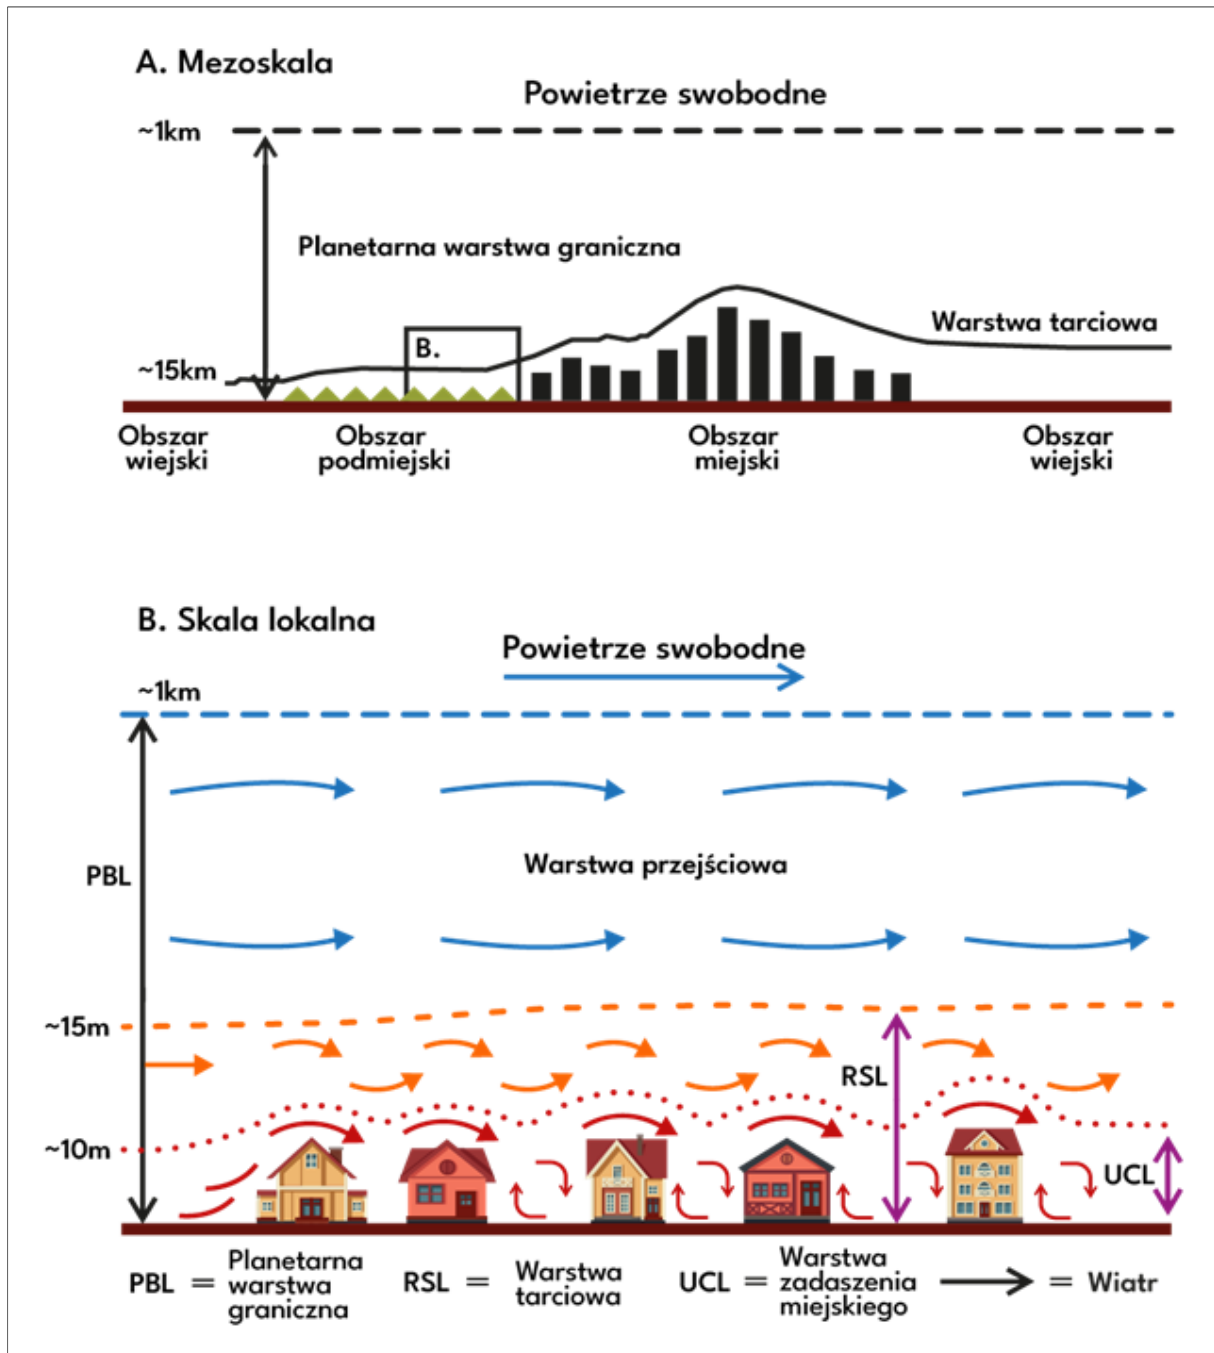 A. Mezoskala
Powietrze swobodne
~1km
Planetarna warstwa graniczna
Warstwa tarciowa
B.
~15km
Obszar
wiejski
Obszar
podmiejski
Obszar
miejski
Obszar
wiejski
B. Skala lokalna
Powietrze swobodne
~1km
PBL
Warstwa przejściowa
~15m
RSL
~10m
UCL
PBL = Planetarna
warstwa
graniczna
RSL = Warstwa
tarciowa
UCL = Warstwa
zadaszenia
miejskiego
= Wiatr